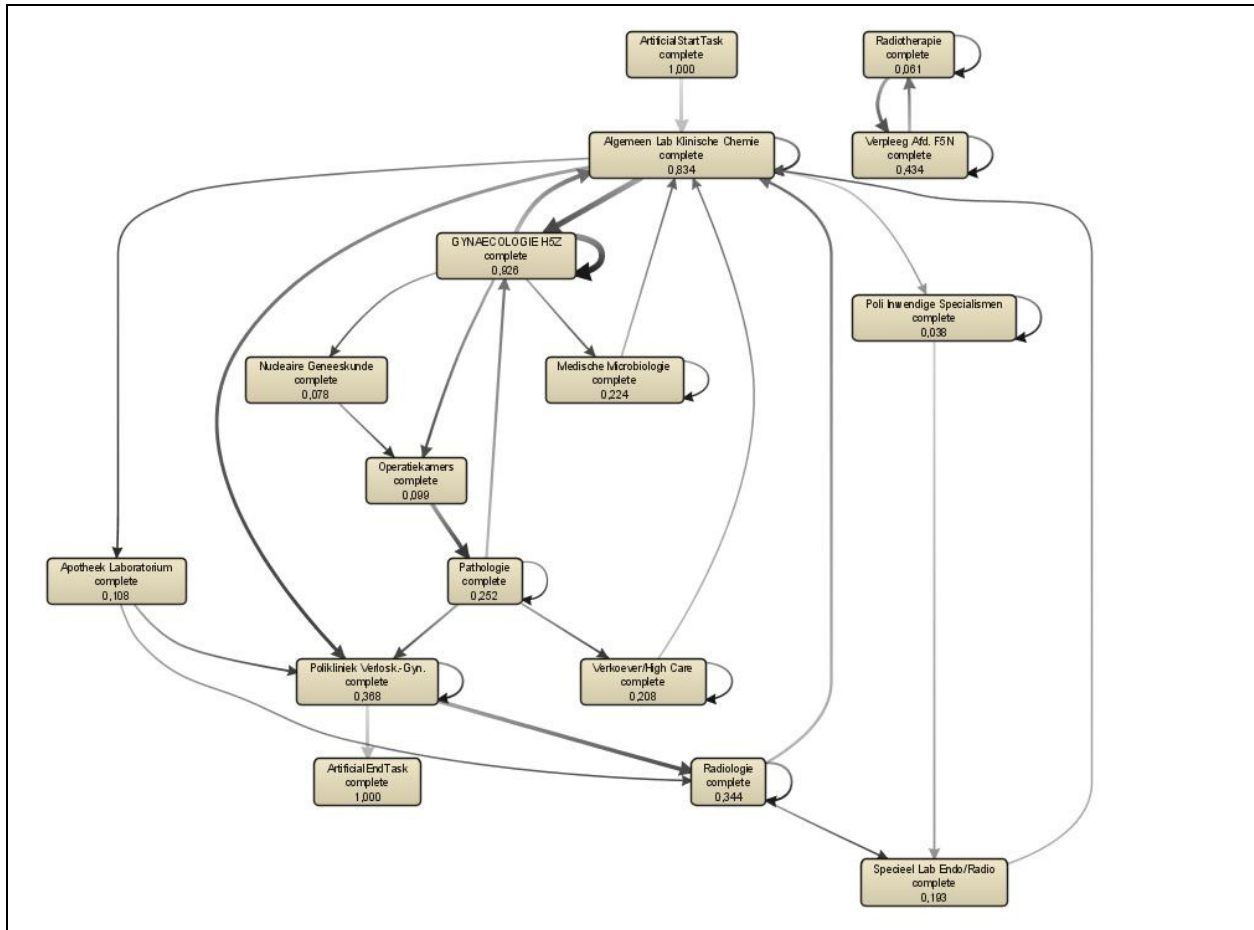 ArtificialStartTask
complete
1,000
Radiotherapie
complete
0,061
Algemeen Lab Klinische Chemie
complete
0,834
Verpleeg Afd. F5N
complete
0,434
GYNAECOLOGIE H5Z
complete
0,926
Poli Inwendige Specialismen
complete
0,038
Nucleaire Geneeskunde
complete
0,078
Medische Microbiologie
complete
0,224
Operatiekamers
complete
0,099
Apotheek Laboratorium
complete
0,108
Pathologie
complete
0,252
Polikliniek Verlosk.-Gyn.
complete
0,368
Verkoever/High Care
complete
0,208
ArtificialEndTask
complete
1,000
Radiologie
complete
0,344
Specieel Lab Endo/Radio
complete
0,193